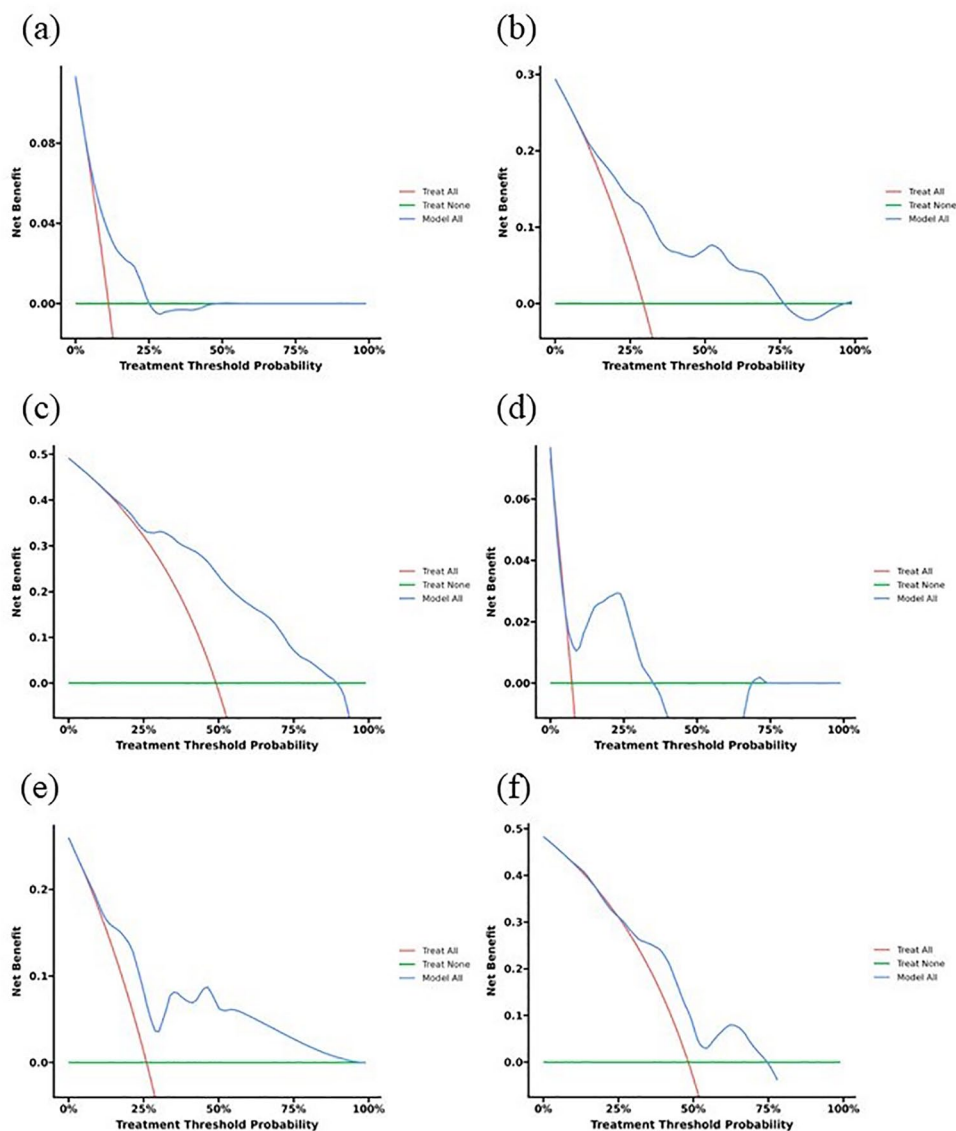 (a)
Net Benefit
0.08
0.04
0.00
0% 25% 50% 75% 100%
Treatment Threshold Probability
Treat All
Treat None
Model All
(b)
Net Benefit
0.3
0.2
0.1
0.0
0% 25% 50% 75% 100%
Treatment Threshold Probability
Treat All
Treat None
Model All
(c)
Net Benefit
0.5
0.4
0.3
0.2
0.1
0.0
0% 25% 50% 75% 100%
Treatment Threshold Probability
Treat All
Treat None
Model All
(d)
Net Benefit
0.06
0.04
0.02
0.00
0% 25% 50% 75% 100%
Treatment Threshold Probability
Treat All
Treat None
Model All
(e)
Net Benefit
0.2
0.1
0.0
0% 25% 50% 75% 100%
Treatment Threshold Probability
Treat All
Treat None
Model All
(f)
Net Benefit
0.5
0.4
0.3
0.2
0.1
0.0
0% 25% 50% 75% 100%
Treatment Threshold Probability
Treat All
Treat None
Model All